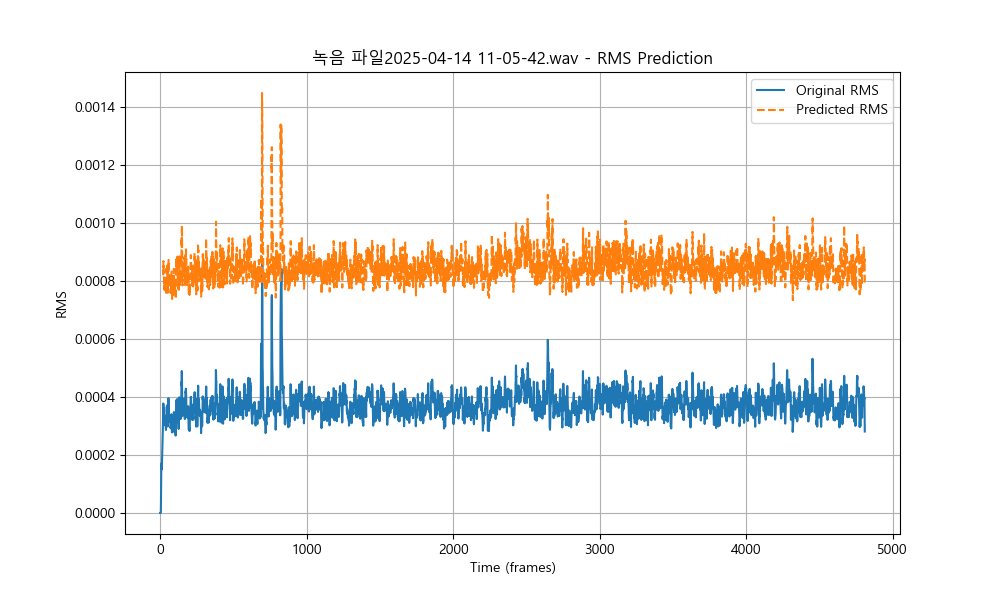 녹음 파일2025-04-14 11-05-42.wav - RMS Prediction
Original RMS
Predicted RMS
0.0014
0.0012
0.0010
0.0008
0.0006
0.0004
0.0002
0.0000
RMS
0
1000
2000
3000
4000
5000
Time (frames)